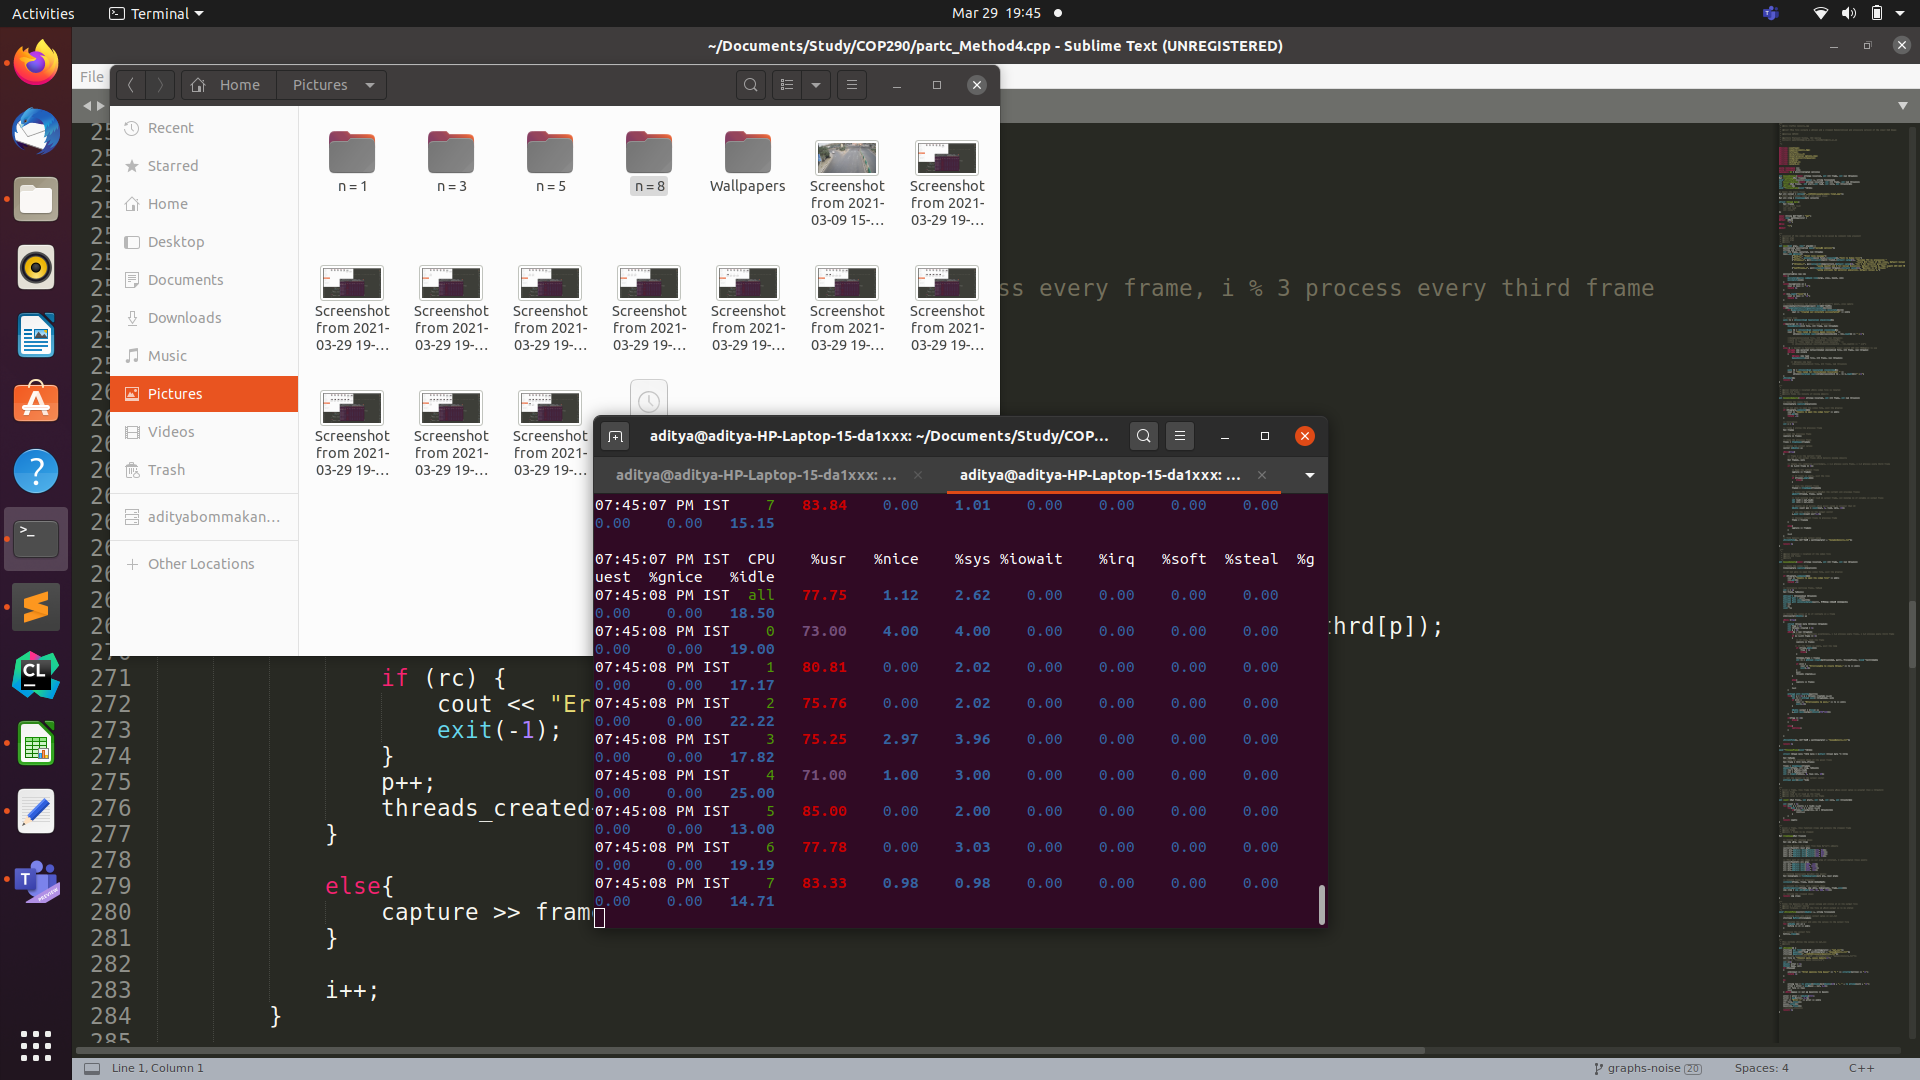 Activities
Terminal
Mar 29 19:45
~/Documents/Study/COP290/partc_Method4.cpp - Sublime Text (UNREGISTERED)
File
Home
Pictures
Recent
Starred
Home
Desktop
Documents
Downloads
Music
Pictures
Videos
Trash
adityabommakan...
Other Locations
n = 1
n = 3
n = 5
n = 8
Wallpapers
Screenshot from 2021-03-09 15-...
Screenshot from 2021-03-29 19-...
Screenshot from 2021-03-29 19-...
Screenshot from 2021-03-29 19-...
Screenshot from 2021-03-29 19-...
Screenshot from 2021-03-29 19-...
Screenshot from 2021-03-29 19-...
Screenshot from 2021-03-29 19-...
Screenshot from 2021-03-29 19-...
Screenshot from 2021-03-29 19-...
Screenshot from 2021-03-29 19-...
Screenshot from 2021-03-29 19-...
ss every frame, i % 3 process every third frame
aditya@aditya-HP-Laptop-15-da1xxx: ~/Documents/Study/COP...
aditya@aditya-HP-Laptop-15-da1xxx: ...
aditya@aditya-HP-Laptop-15-da1xxx: ...
07:45:07 PM IST 7 83.84 0.00 1.01 0.00 0.00 0.00 0.00
0.00 0.00 15.15
07:45:07 PM IST CPU %usr %nice %sys %iowait %irq %soft %steal %g
uest %gnice %idle
07:45:08 PM IST all 77.75 1.12 2.62 0.00 0.00 0.00 0.00
0.00 0.00 18.50
07:45:08 PM IST 0 73.00 4.00 4.00 0.00 0.00 0.00 0.00
0.00 0.00 19.00
07:45:08 PM IST 1 80.81 0.00 2.02 0.00 0.00 0.00 0.00
0.00 0.00 17.17
07:45:08 PM IST 2 75.76 0.00 2.02 0.00 0.00 0.00 0.00
0.00 0.00 22.22
07:45:08 PM IST 3 75.25 2.97 3.96 0.00 0.00 0.00 0.00
0.00 0.00 17.82
07:45:08 PM IST 4 71.00 1.00 3.00 0.00 0.00 0.00 0.00
0.00 0.00 25.00
07:45:08 PM IST 5 85.00 0.00 2.00 0.00 0.00 0.00 0.00
0.00 0.00 13.00
07:45:08 PM IST 6 77.78 0.00 3.03 0.00 0.00 0.00 0.00
0.00 0.00 19.19
07:45:08 PM IST 7 83.33 0.98 0.98 0.00 0.00 0.00 0.00
0.00 0.00 14.71
thrd[p]);
271 if (rc) {
272 cout << "Er
273 exit(-1);
274 }
275 p++;
276 threads_created
277 }
278
279 else{
280 capture >> fram
281 }
282
283 i++;
284 }
285
Line 1, Column 1
graphs-noise 20
Spaces: 4
C++